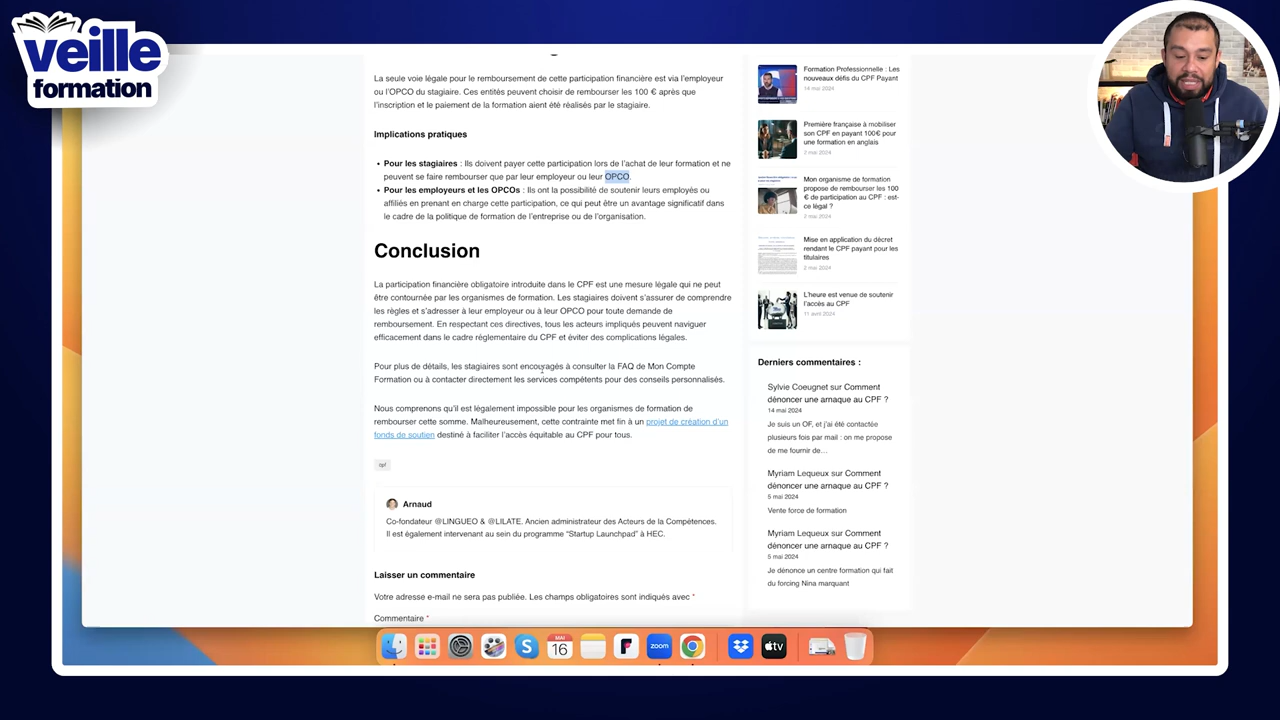 veille
formation
La seule voie légale pour le remboursement de cette participation financière est via l'employeur
ou l'OPCO du stagiaire. Ces entités peuvent choisir de rembourser les 100 € après que
l'inscription et le paiement de la formation aient été réalisés par le stagiaire.
Implications pratiques
• Pour les stagiaires : Ils doivent payer cette participation lors de l'achat de leur formation et ne
peuvent se faire rembourser que par leur employeur ou leur OPCO.
• Pour les employeurs et les OPCOs : Ils ont la possibilité de soutenir leurs employés ou
affiliés en prenant en charge cette participation, ce qui peut être un avantage significatif dans
le cadre de la politique de formation de l'entreprise ou de l'organisation.
Conclusion
La participation financière obligatoire introduite dans le CPF est une mesure légale qui ne peut
être contournée par les organismes de formation. Les stagiaires doivent s'assurer de comprendre
les règles et s'adresser à leur employeur ou à leur OPCO pour toute demande de
remboursement. En respectant ces directives, tous les acteurs impliqués peuvent naviguer
efficacement dans le cadre réglementaire du CPF et éviter des complications légales.
Pour plus de détails, les stagiaires sont encouragés à consulter la FAQ de Mon Compte
Formation ou à contacter directement les services compétents pour des conseils personnalisés.
Nous comprenons qu'il est légalement impossible pour les organismes de formation de
rembourser cette somme. Malheureusement, cette contrainte met fin à un projet de création d'un
fonds de soutien destiné à faciliter l'accès équitable au CPF pour tous.
Arnaud
Co-fondateur @LINGUEO & @LILATE. Ancien administrateur des Acteurs de la Compétences.
Il est également intervenant au sein du programme "Startup Launchpad" à HEC.
Laisser un commentaire
Votre adresse e-mail ne sera pas publiée. Les champs obligatoires sont indiqués avec *
Commentaire *
Formation Professionnelle : Les
nouveaux défis du CPF Payant
14 mai 2024
Première française à mobiliser
son CPF en payant 100€ pour
une formation en anglais
2 mai 2024
Mon organisme de formation
propose de rembourser les 100
€ de participation au CPF : est-
ce légal ?
2 mai 2024
Mise en application du décret
rendant le CPF payant pour les
titulaires
2 mai 2024
L'heure est venue de soutenir
l'accès au CPF
11 avril 2024
Derniers commentaires :
Sylvie Coeugnet sur Comment
dénoncer une arnaque au CPF ?
14 mai 2024
Je suis un OF, et j'ai été contactée
plusieurs fois par mail : on me propose
de me fournir de…
Myriam Lequeux sur Comment
dénoncer une arnaque au CPF ?
5 mai 2024
Vente force de formation
Myriam Lequeux sur Comment
dénoncer une arnaque au CPF ?
5 mai 2024
Je dénonce un centre formation qui fait
du forcing Nina marquant
MAI
16
zoom
tv